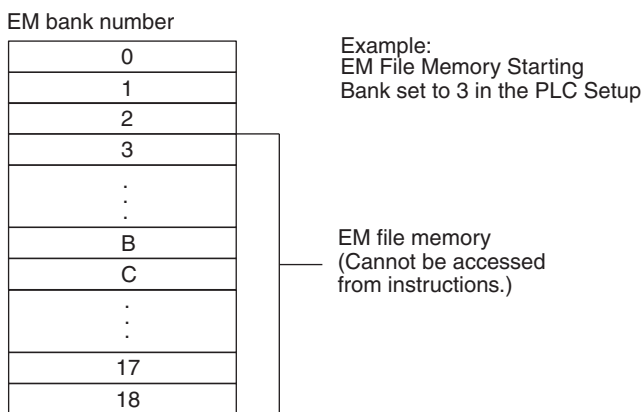 EM bank number
0
1
2
3
.
.
.
B
C
.
.
.
17
18
Example:
EM File Memory Starting
Bank set to 3 in the PLC Setup
EM file memory
(Cannot be accessed
from instructions.)